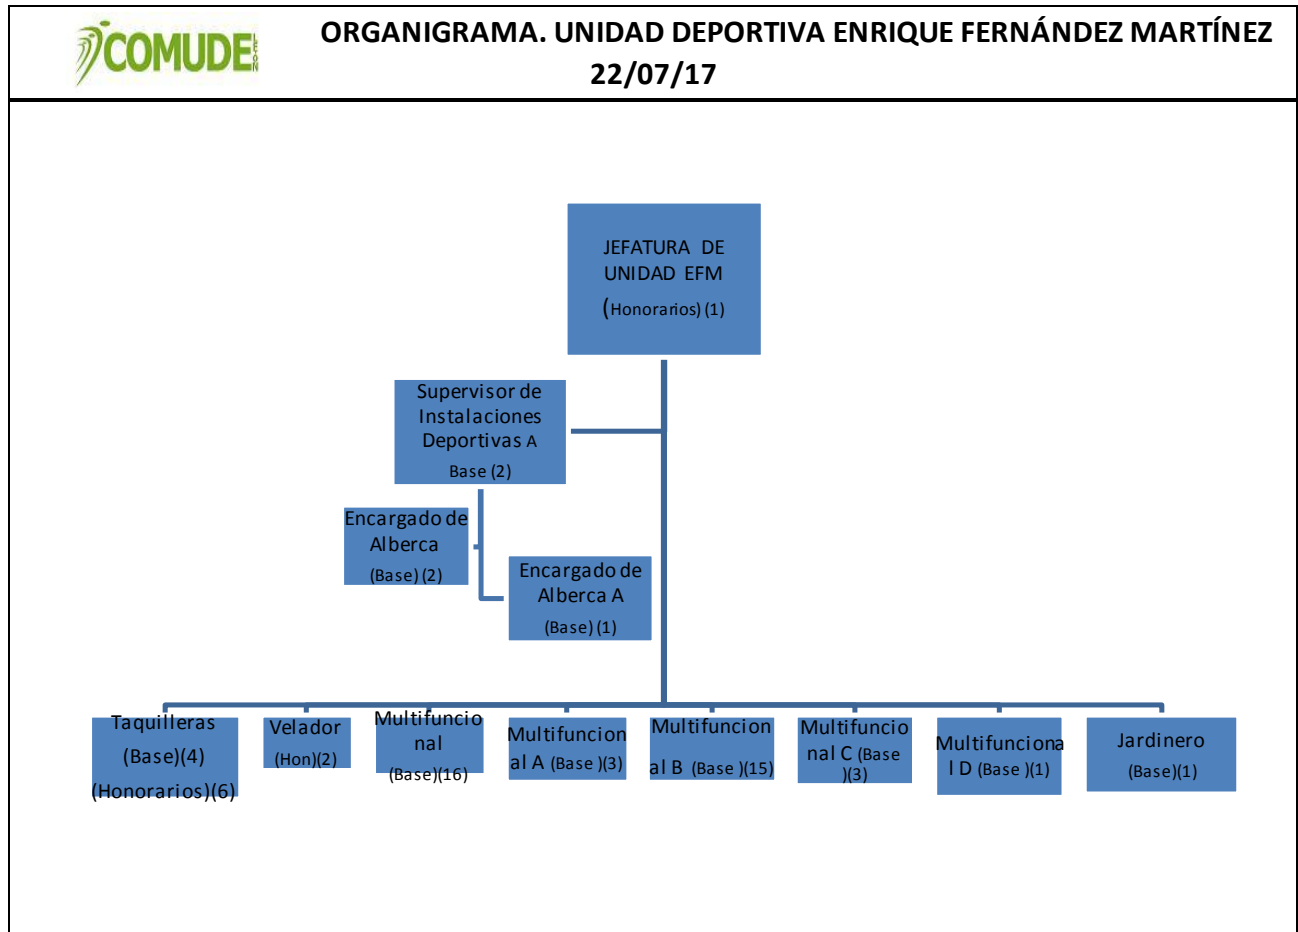 COMUDE
LEON
ORGANIGRAMA. UNIDAD DEPORTIVA ENRIQUE FERNÁNDEZ MARTÍNEZ
22/07/17
JEFATURA DE
UNIDAD EFM
(Honorarios) (1)
Supervisor de
Instalaciones
Deportivas A
Base (2)
Encargado de
Alberca
(Base) (2)
Encargado de
Alberca A
(Base) (1)
Taquilleras
(Base)(4)
(Honorarios)(6)
Velador
(Hon)(2)
Multifuncio
nal
(Base)(16)
Multifuncion
al A (Base )(3)
Multifuncion
al B (Base )(15)
Multifuncio
nal C (Base
)(3)
Multifunciona
l D (Base )(1)
Jardinero
(Base)(1)